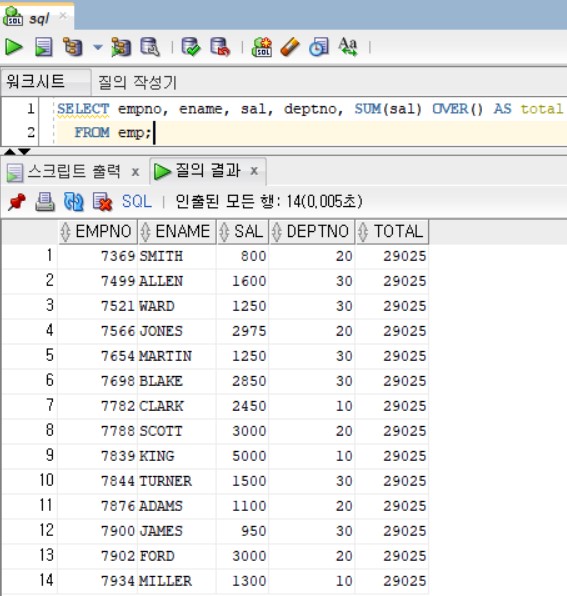 sql
워크시트 질의 작성기
1 SELECT empno, ename, sal, deptno, SUM(sal) OVER() AS total
2 FROM emp;
스크립트 출력 x 질의 결과 x
SQL | 인출된 모든 행: 14(0,005초)
EMPNO ENAME SAL DEPTNO TOTAL
1 7369 SMITH 800 20 29025
2 7499 ALLEN 1600 30 29025
3 7521 WARD 1250 30 29025
4 7566 JONES 2975 20 29025
5 7654 MARTIN 1250 30 29025
6 7698 BLAKE 2850 30 29025
7 7782 CLARK 2450 10 29025
8 7788 SCOTT 3000 20 29025
9 7839 KING 5000 10 29025
10 7844 TURNER 1500 30 29025
11 7876 ADAMS 1100 20 29025
12 7900 JAMES 950 30 29025
13 7902 FORD 3000 20 29025
14 7934 MILLER 1300 10 29025